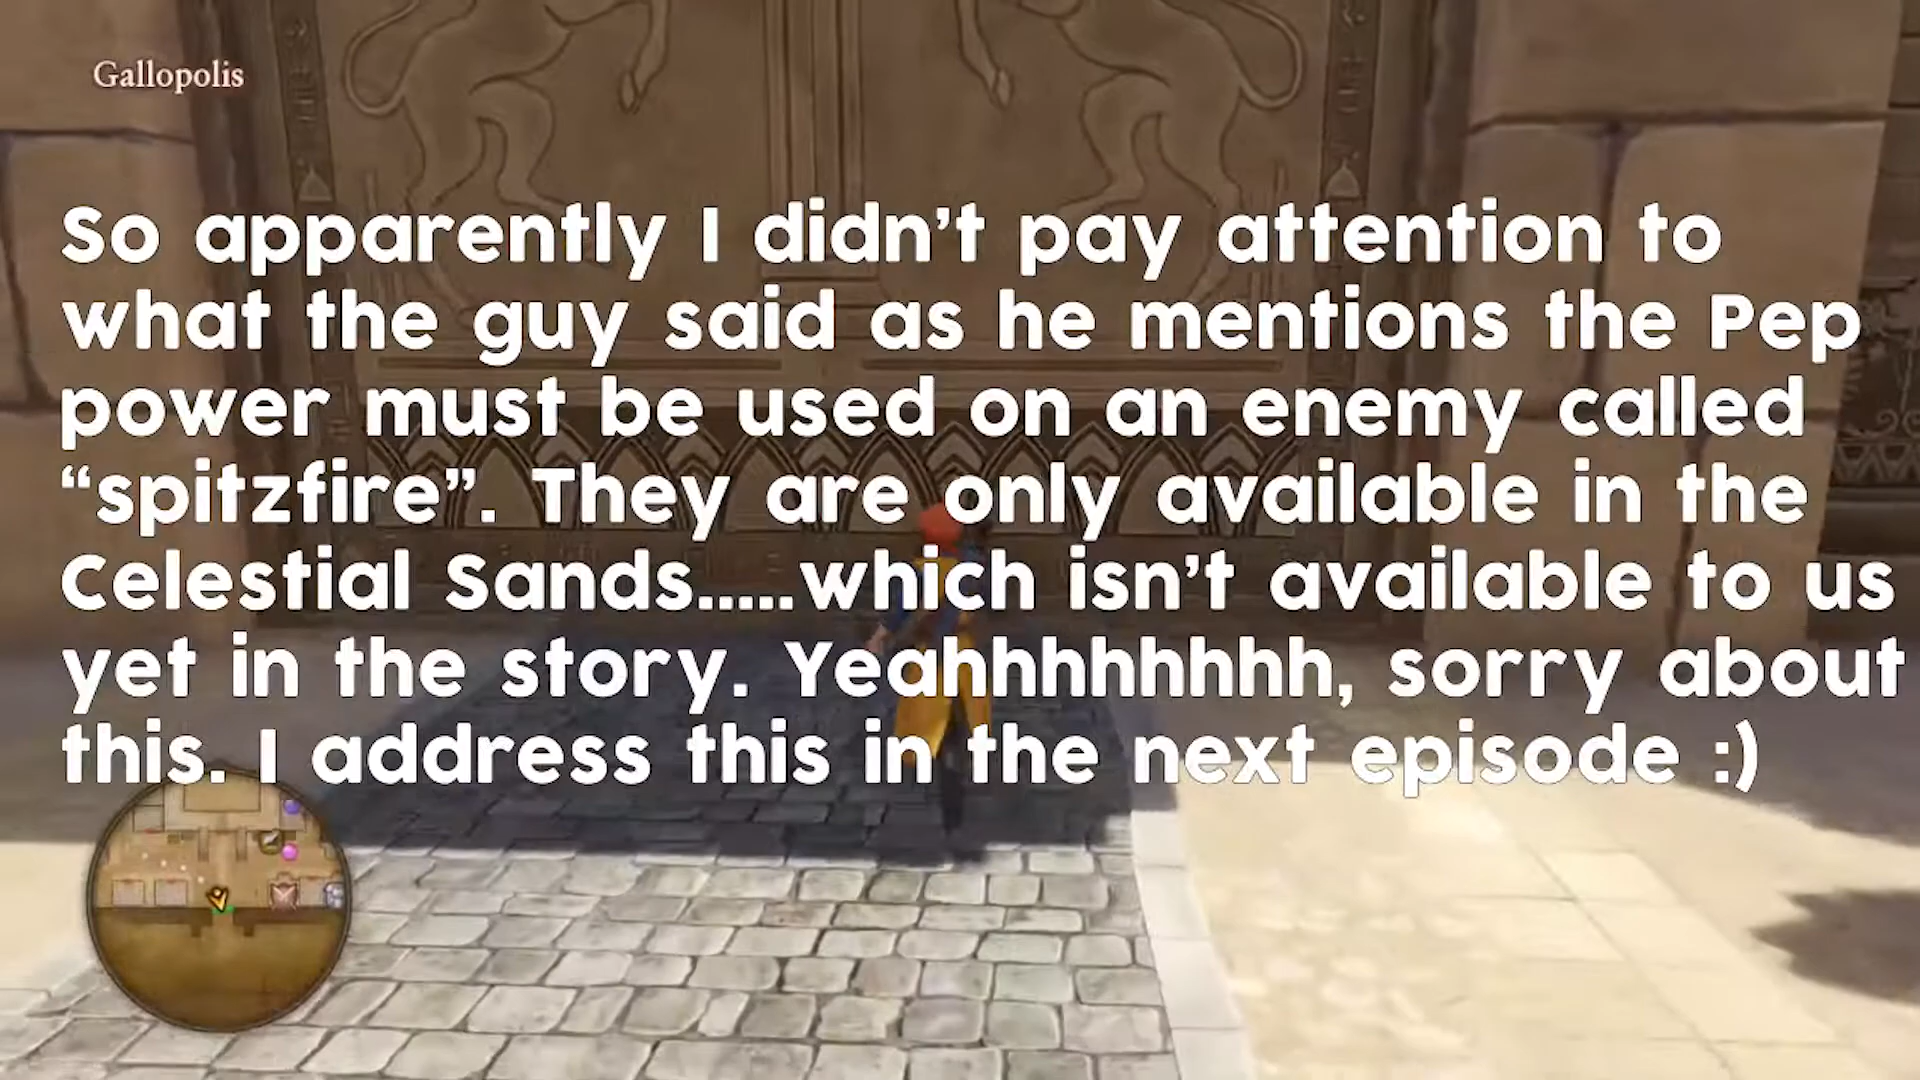 Gallopolis
So apparently I didn't pay attention to
what the guy said as he mentions the Pep
power must be used on an enemy called
“spitzfire”. They are only available in the
Celestial Sands.....which isn't available to us
yet in the story. Yeahhhhhhhhh, sorry about
this. I address this in the next episode :)